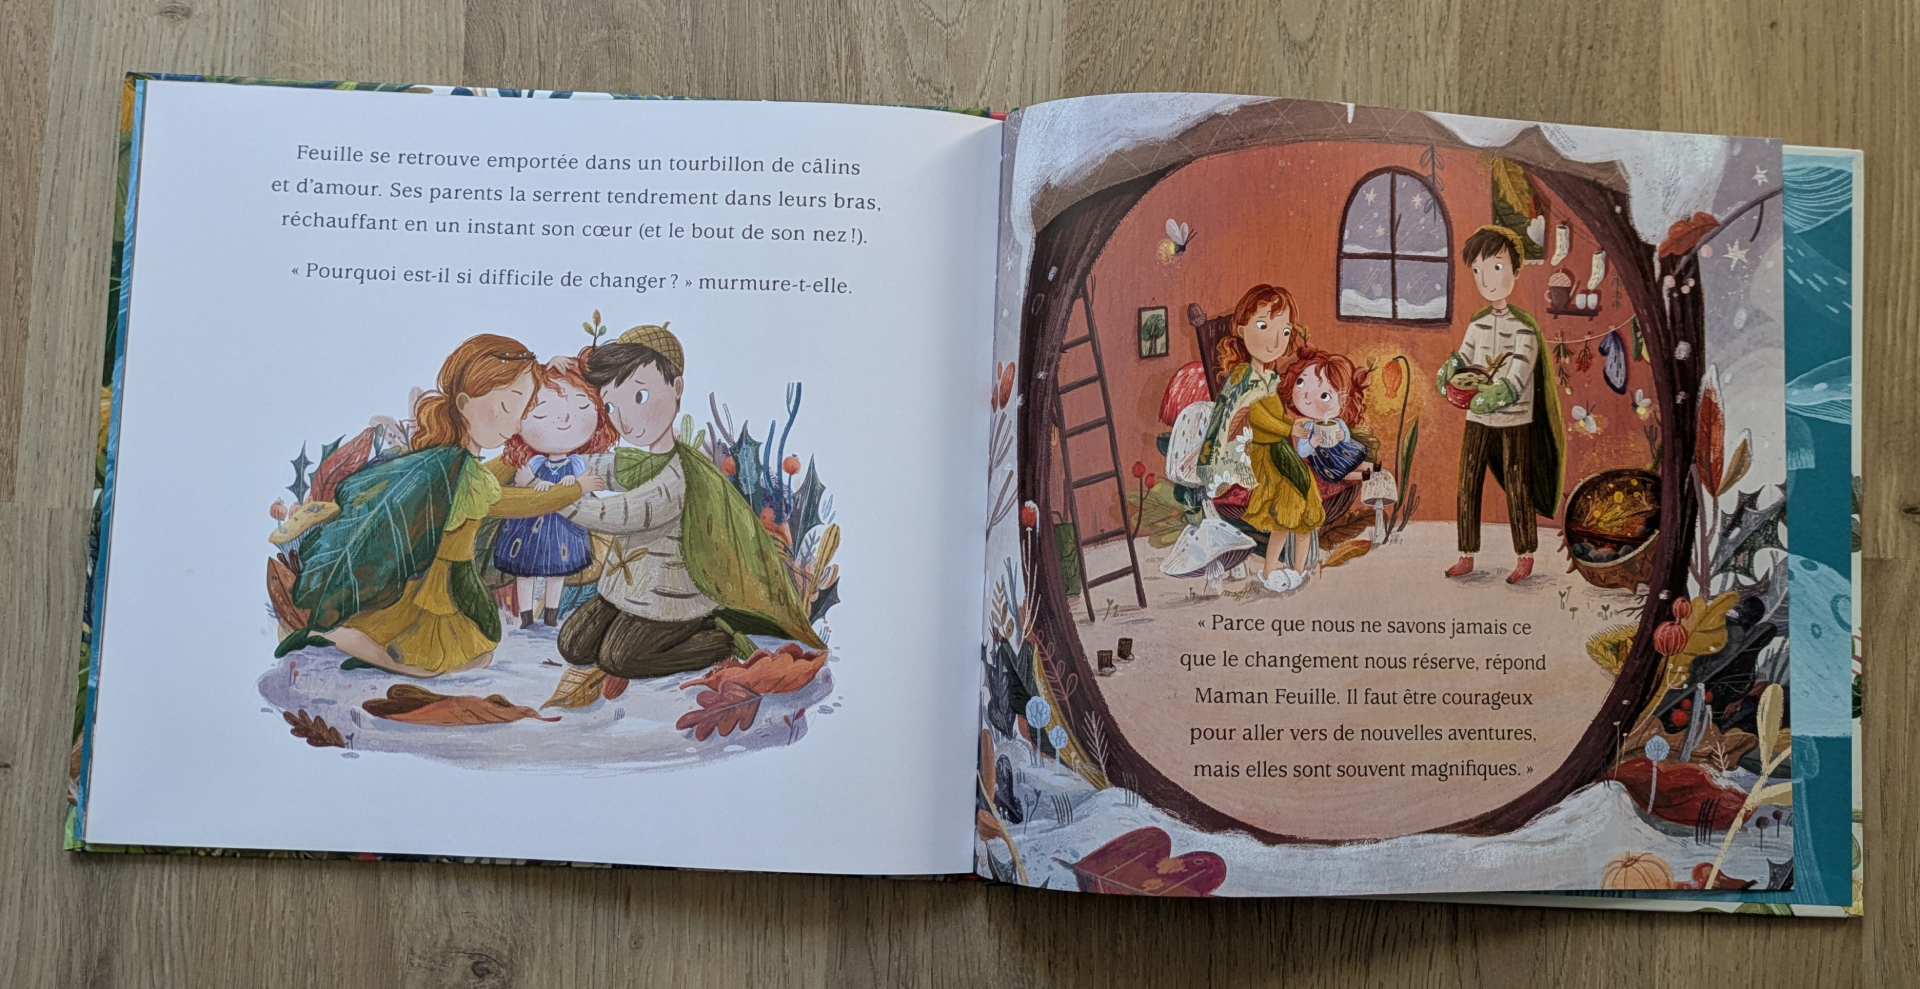 Feuille se retrouve emportée dans un tourbillon de câlins
et d'amour. Ses parents la serrent tendrement dans leurs bras,
réchauffant en un instant son cœur (et le bout de son nez !).
« Pourquoi est-il si difficile de changer ? » murmure-t-elle.
« Parce que nous ne savons jamais ce
que le changement nous réserve, répond
Maman Feuille. Il faut être courageux
pour aller vers de nouvelles aventures,
mais elles sont souvent magnifiques. »